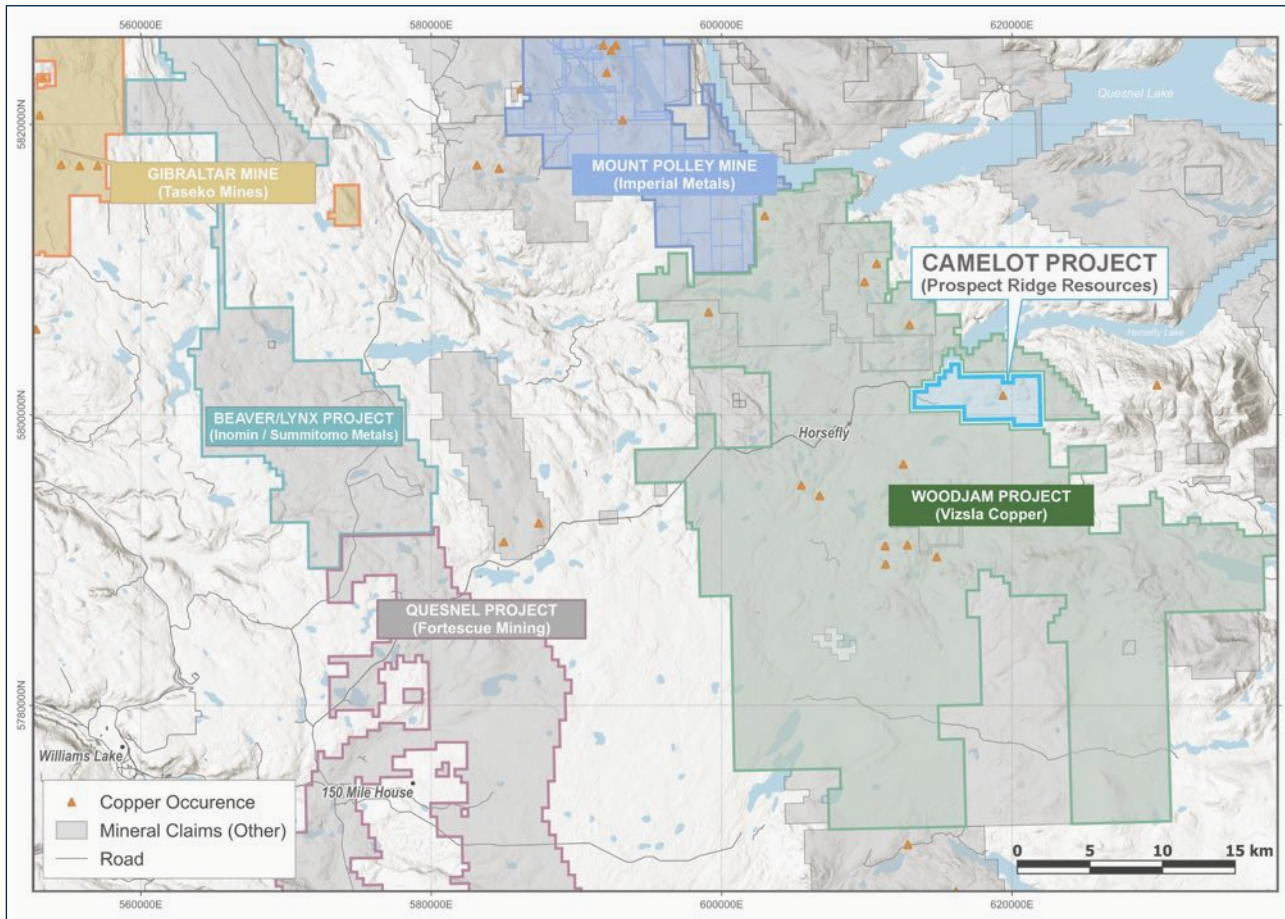 560000E
580000E
600000E
620000E
5820000N
5820000N
Quesnel Lake
GIBRALTAR MINE
(Taseko Mines)
MOUNT POLLEY MINE
(Imperial Metals)
CAMELOT PROJECT
(Prospect Ridge Resources)
Horsefly Lake
BEAVER/LYNX PROJECT
(Inomin / Summitomo Metals)
5800000N
5800000N
Horsefly
WOODJAM PROJECT
(Vizsla Copper)
QUESNEL PROJECT
(Fortescue Mining)
5780000N
5780000N
Williams Lake
150 Mile House
Copper Occurence
Mineral Claims (Other)
Road
0 5 10 15 km
560000E
580000E
600000E
620000E